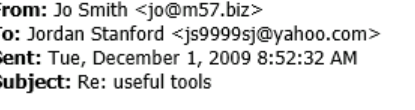 From: Jo Smith <jo@m57.biz>
To: Jordan Stanford <js9999sj@yahoo.com>
Sent: Tue, December 1, 2009 8:52:32 AM
Subject: Re: useful tools